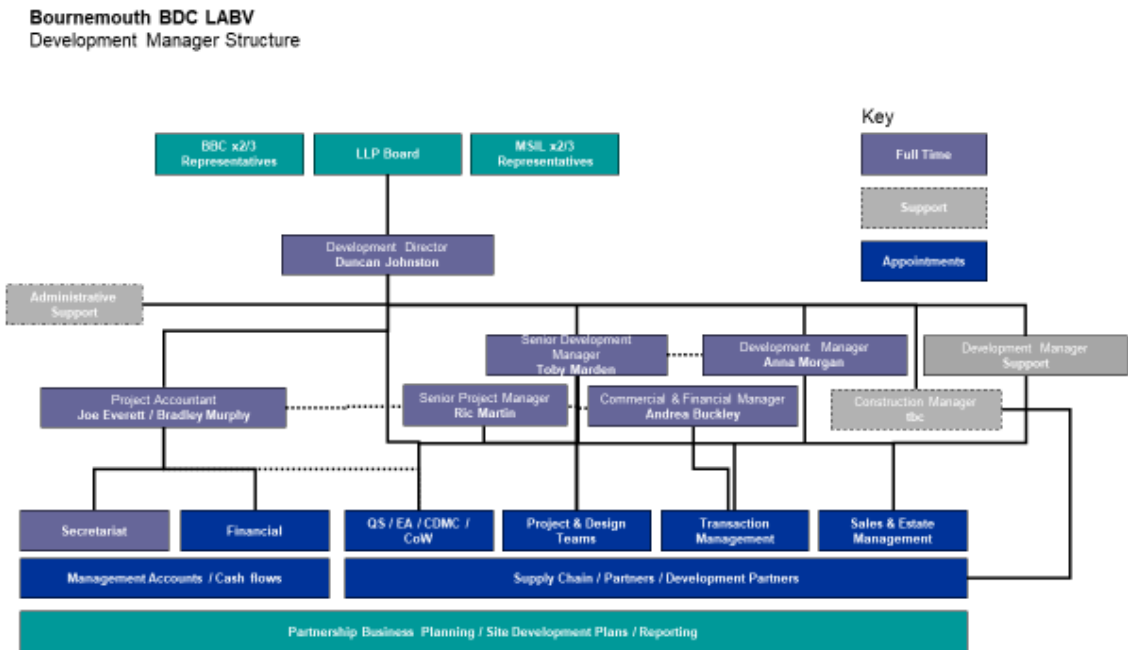 Bournemouth BDC LABV
Development Manager Structure
Key
BBC x2/3
Representatives
LLP Board
MSIL x2/3
Representatives
Full Time
Support
Appointments
Development Director
Duncan Johnston
Administrative
Support
Senior Development
Manager
Toby Marden
Development Manager
Anna Morgan
Development Manager
Support
Project Accountant
Joe Everett / Bradley Murphy
Senior Project Manager
Ric Martin
Commercial & Financial Manager
Andrea Buckley
Construction Manager
tbc
Secretariat
Financial
QS / EA / CDMC /
CoW
Project & Design
Teams
Transaction
Management
Sales & Estate
Management
Management Accounts / Cash flows
Supply Chain / Partners / Development Partners
Partnership Business Planning / Site Development Plans / Reporting